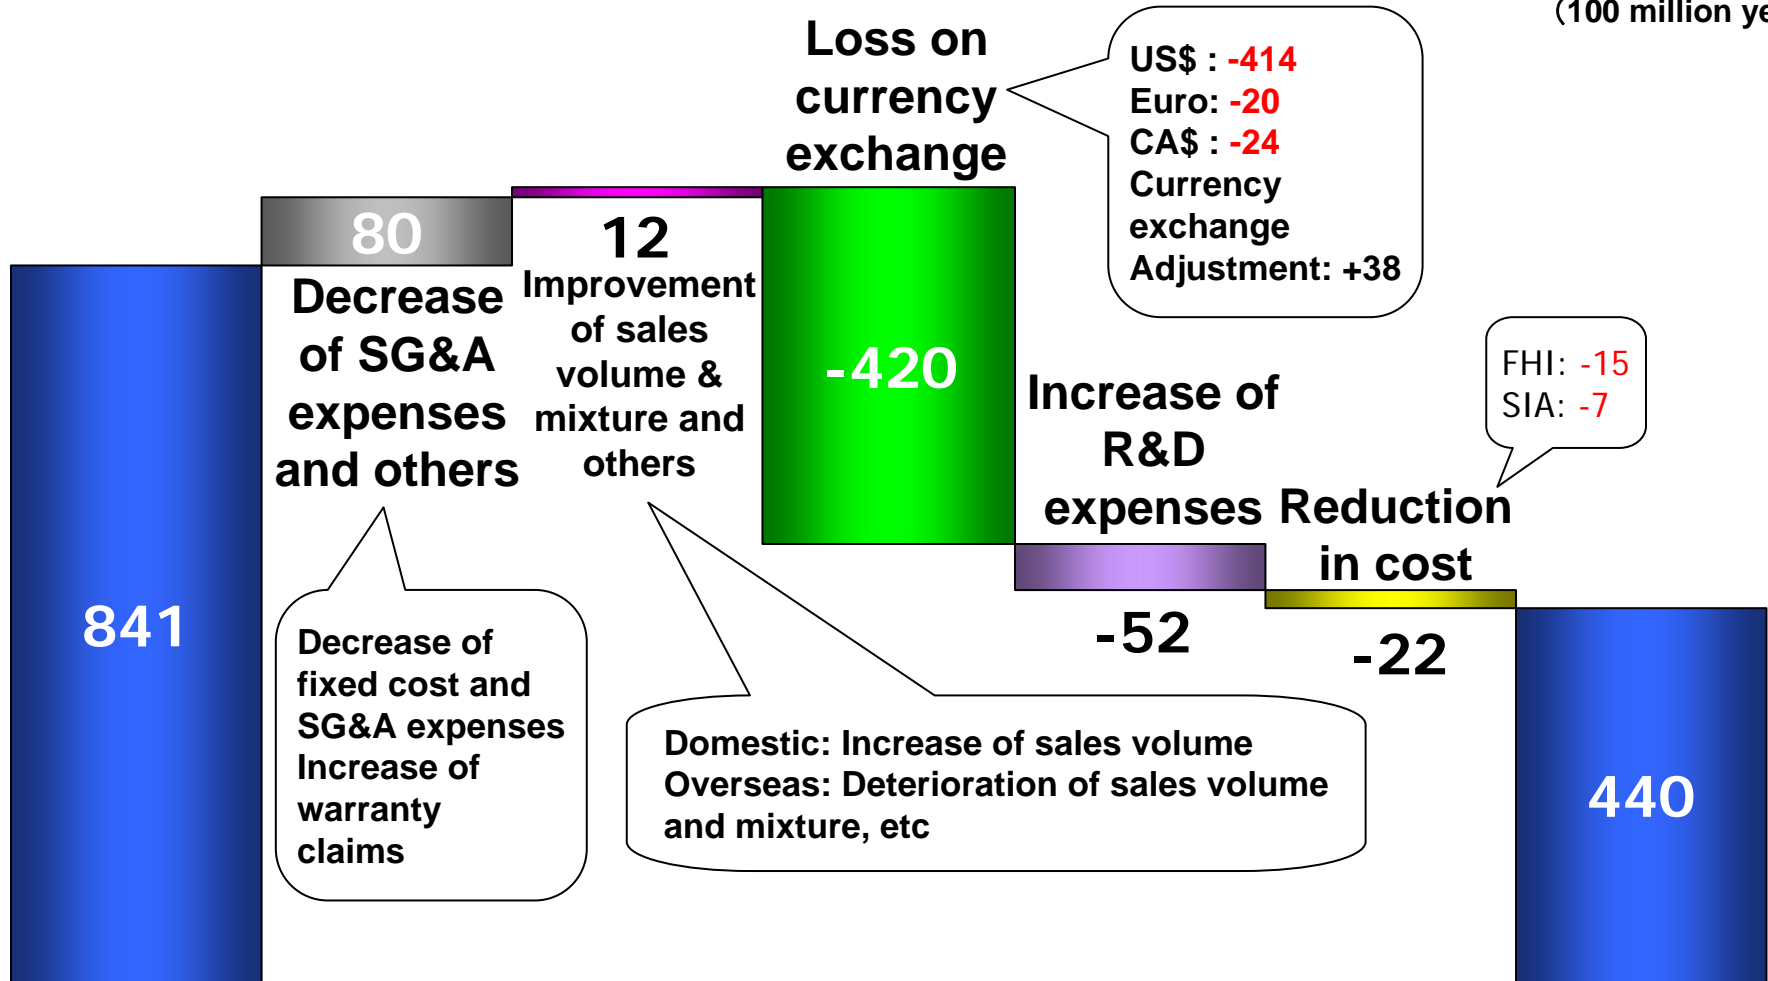 (100 million ye
Loss on
currency
exchange
US$ : -414
Euro: -20
CA$ : -24
Currency
exchange
Adjustment: +38
80
Decrease
of SG&A
expenses
and others
12
Improvement
of sales
volume &
mixture and
others
-420
FHI: -15
SIA: -7
Increase of
R&D
expenses
Reduction
in cost
841
-52
-22
Decrease of
fixed cost and
SG&A expenses
Increase of
warranty
claims
Domestic: Increase of sales volume
Overseas: Deterioration of sales volume
and mixture, etc
440